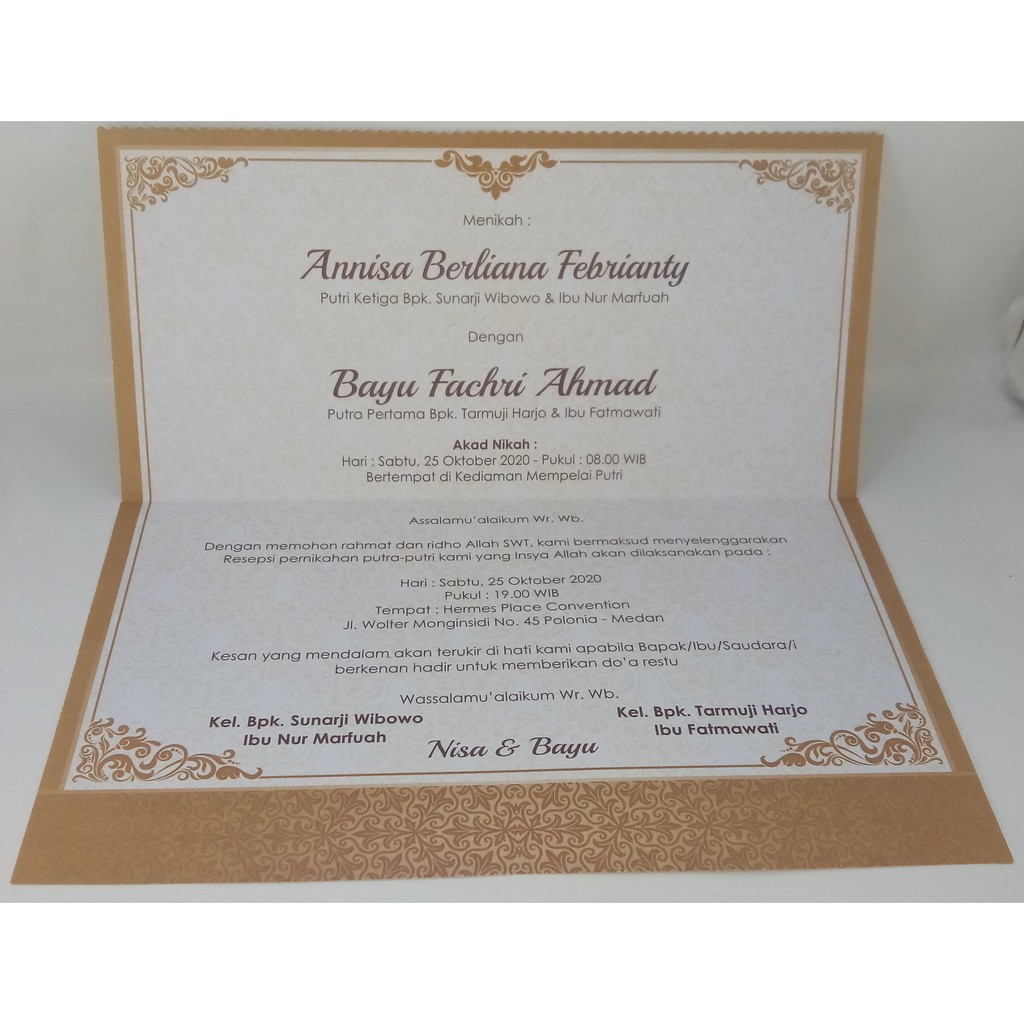 Menikah :
Annisa Berliana Febrianty
Putri Ketiga Bpk. Sunarji Wibowo & Ibu Nur Marfuah
Dengan
Bayu Fachri Ahmad
Putra Pertama Bpk. Tarmuji Harjo & Ibu Fatmawati
Akad Nikah :
Hari : Sabtu, 25 Oktober 2020 - Pukul : 08.00 WIB
Bertempat di Kediaman Mempelai Putri
Assalamu'alaikum Wr. Wb.
Dengan memohon rahmat dan ridho Allah SWT, kami bermaksud menyelenggarakan
Resepsi pernikahan putra-putri kami yang Insya Allah akan dilaksanakan pada :
Hari : Sabtu, 25 Oktober 2020
Pukul : 19.00 WIB
Tempat : Hermes Place Convention
Jl. Wolter Monginsidi No. 45 Polonia - Medan
Kesan yang mendalam akan terukir di hati kami apabila Bapak/Ibu/Saudara/i
berkenan hadir untuk memberikan do'a restu
Wassalamu'alaikum Wr. Wb.
Kel. Bpk. Sunarji Wibowo
Ibu Nur Marfuah
Kel. Bpk. Tarmuji Harjo
Ibu Fatmawati
Nisa & Bayu